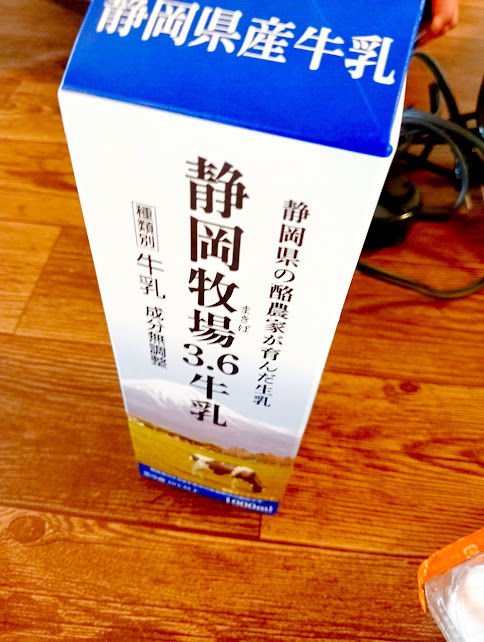 静岡県産牛乳
静岡県の酪農家が育んだ生乳
静岡牧場
まきば
3.6牛乳
種類別
牛乳
成分無調整
1000ml